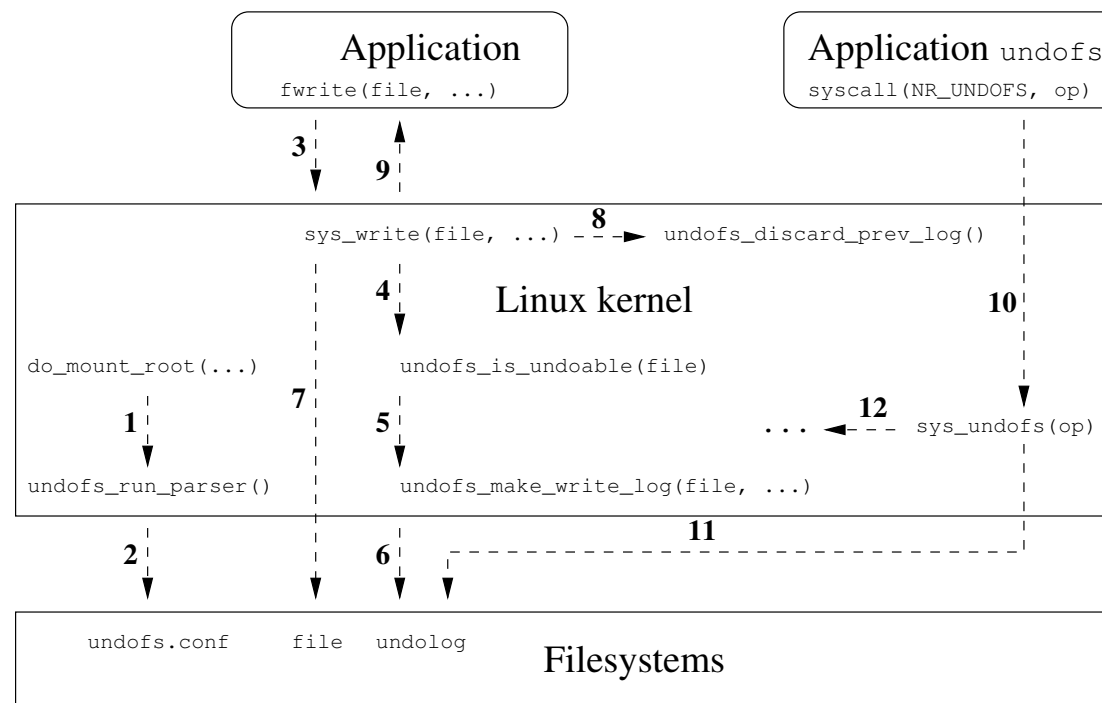 Application
fwrite(file, ...)
Application undofs
syscall(NR_UNDOFS, op)
3
9
8
sys_write(file, ...)
undofs_discard_prev_log()
4
Linux kernel
10
do_mount_root(...)
undofs_is_undoable(file)
7
1
5
12
...
sys_undofs(op)
undofs_run_parser()
undofs_make_write_log(file, ...)
2
6
11
undofs.conf
file
undolog
Filesystems